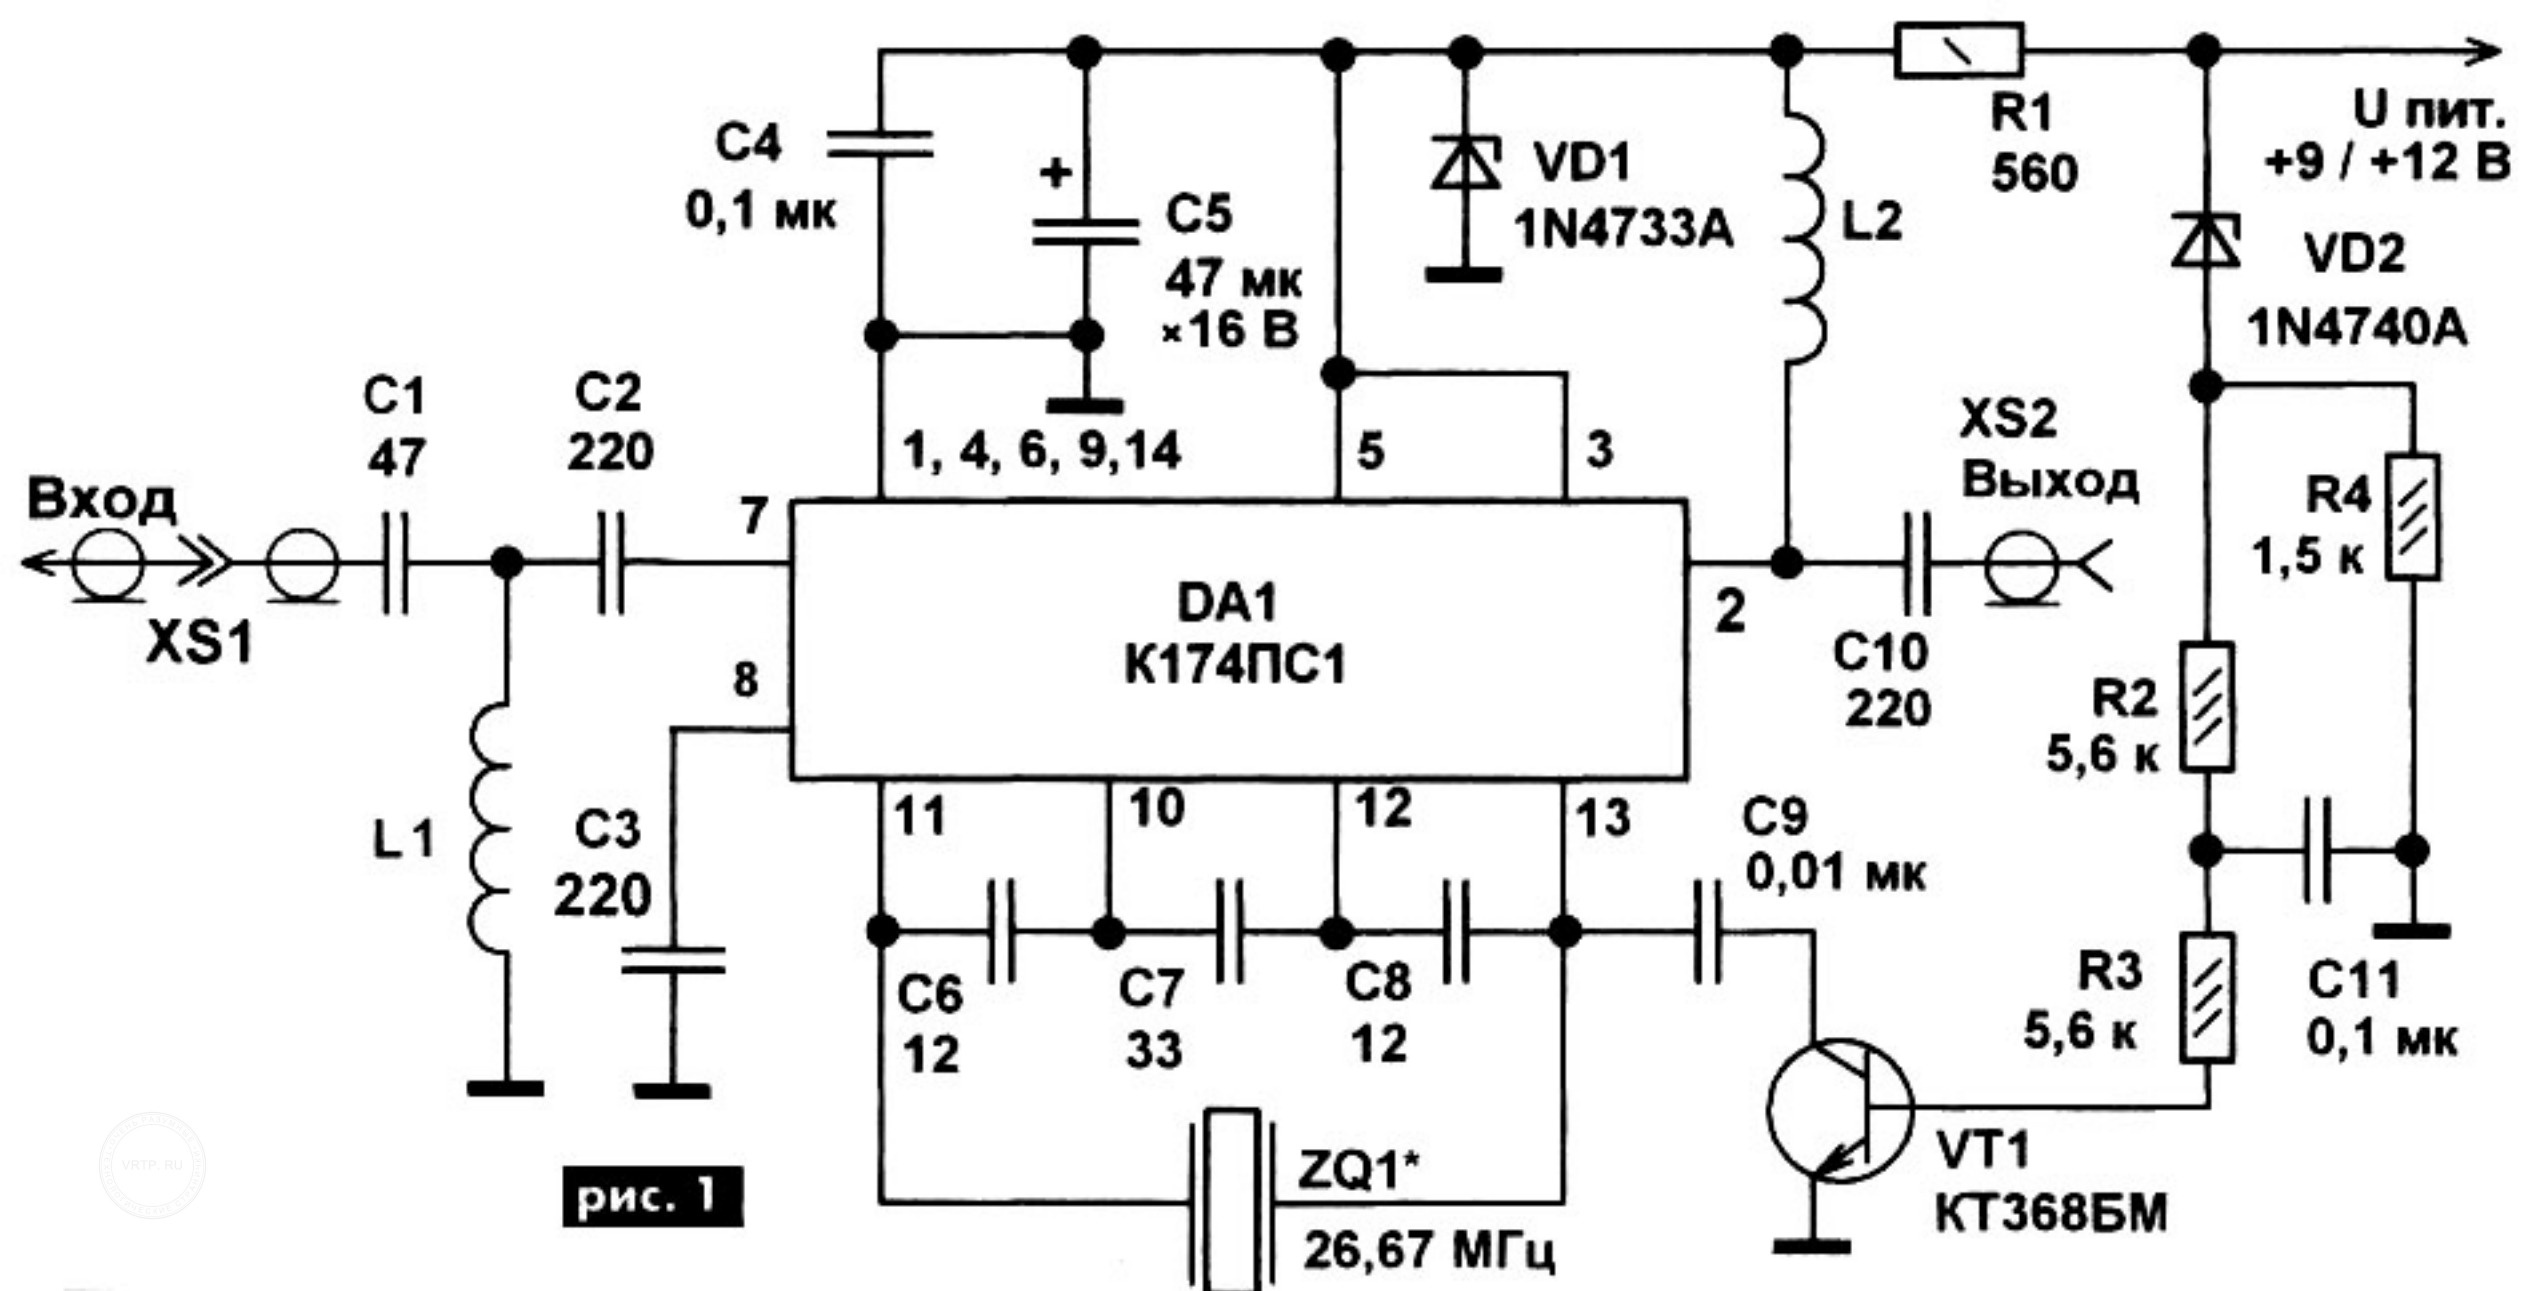 C4
0,1 мк
+
C5
47 мк
×16 В
VD1
1N4733A
L2
R1
560
U пит.
+9 / +12 В
VD2
1N4740A
C1
47
C2
220
Вход
XS1
1, 4, 6, 9,14
5
3
7
8
DA1
К174ПС1
2
XS2
Выход
C10
220
R4
1,5 к
R2
5,6 к
L1
C3
220
11
10
12
13
C9
0,01 мк
C6
12
C7
33
C8
12
R3
5,6 к
C11
0,1 мк
ZQ1*
26,67 МГц
VT1
КТ368БМ
рис. 1
VRTP. RU